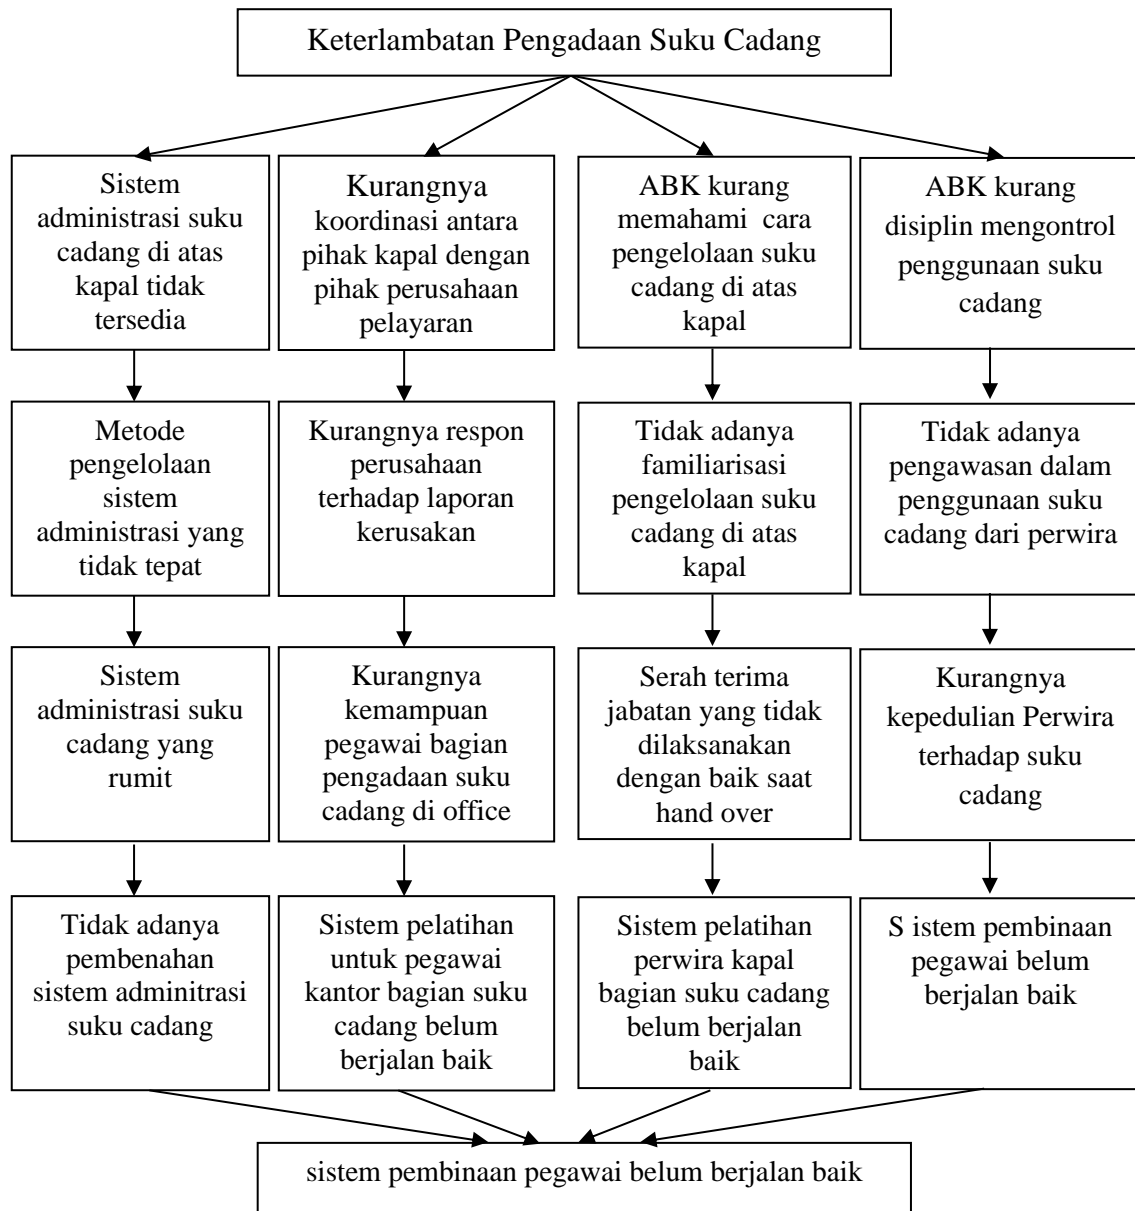 Keterlambatan Pengadaan Suku Cadang
Sistem
administrasi suku
cadang di atas
kapal tidak
tersedia
Kurangnya
koordinasi antara
pihak kapal dengan
pihak perusahaan
pelayaran
ABK kurang
memahami cara
pengelolaan suku
cadang di atas
kapal
ABK kurang
disiplin mengontrol
penggunaan suku
cadang
Metode
pengelolaan
sistem
administrasi yang
tidak tepat
Kurangnya respon
perusahaan
terhadap laporan
kerusakan
Tidak adanya
familiarisasi
pengelolaan suku
cadang di atas
kapal
Tidak adanya
pengawasan dalam
penggunaan suku
cadang dari perwira
Sistem
administrasi suku
cadang yang
rumit
Kurangnya
kemampuan
pegawai bagian
pengadaan suku
cadang di office
Serah terima
jabatan yang tidak
dilaksanakan
dengan baik saat
hand over
Kurangnya
kepedulian Perwira
terhadap suku
cadang
Tidak adanya
pembenahan
sistem adminitrasi
suku cadang
Sistem pelatihan
untuk pegawai
kantor bagian suku
cadang belum
berjalan baik
Sistem pelatihan
perwira kapal
bagian suku cadang
belum berjalan
baik
S istem pembinaan
pegawai belum
berjalan baik
sistem pembinaan pegawai belum berjalan baik